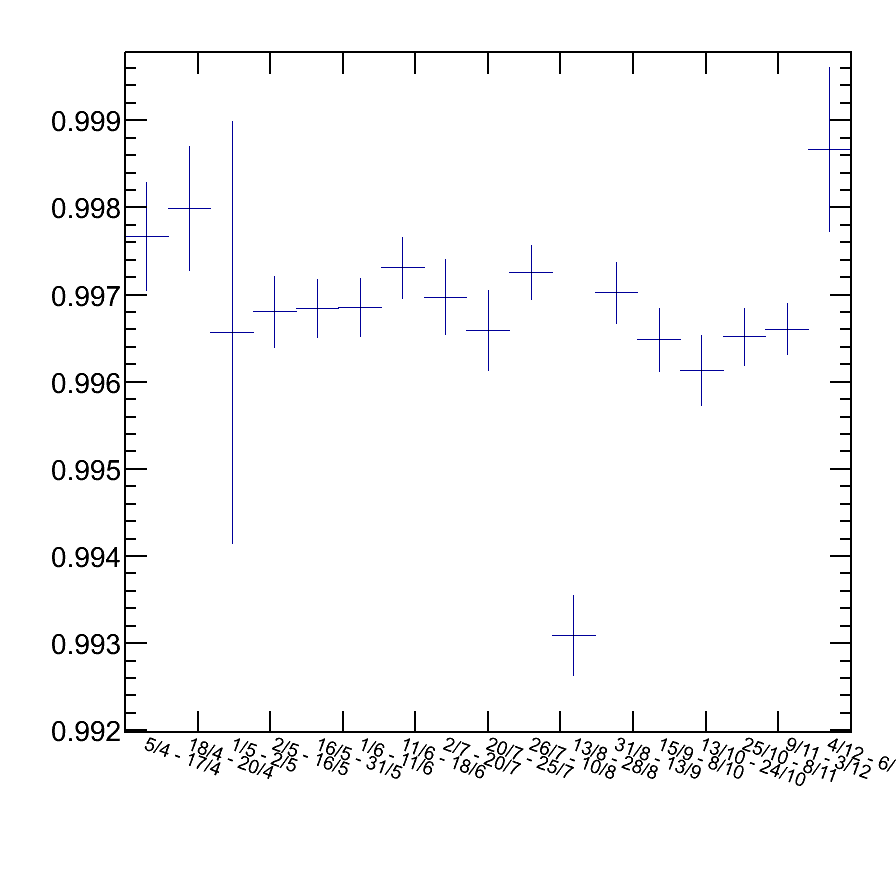 0.999
0.998
0.997
0.996
0.995
0.994
0.993
0.992
5/4 - 17/4
18/4 - 20/4
1/5 - 2/5
2/5 - 16/5
16/5 - 31/5
1/6 - 11/6
11/6 - 18/6
2/7 - 20/7
20/7 - 25/7
26/7 - 10/8
13/8 - 28/8
31/8 - 13/9
15/9 - 8/10
13/10 - 24/10
25/10 - 8/11
9/11 - 3/12
4/12 - 6/